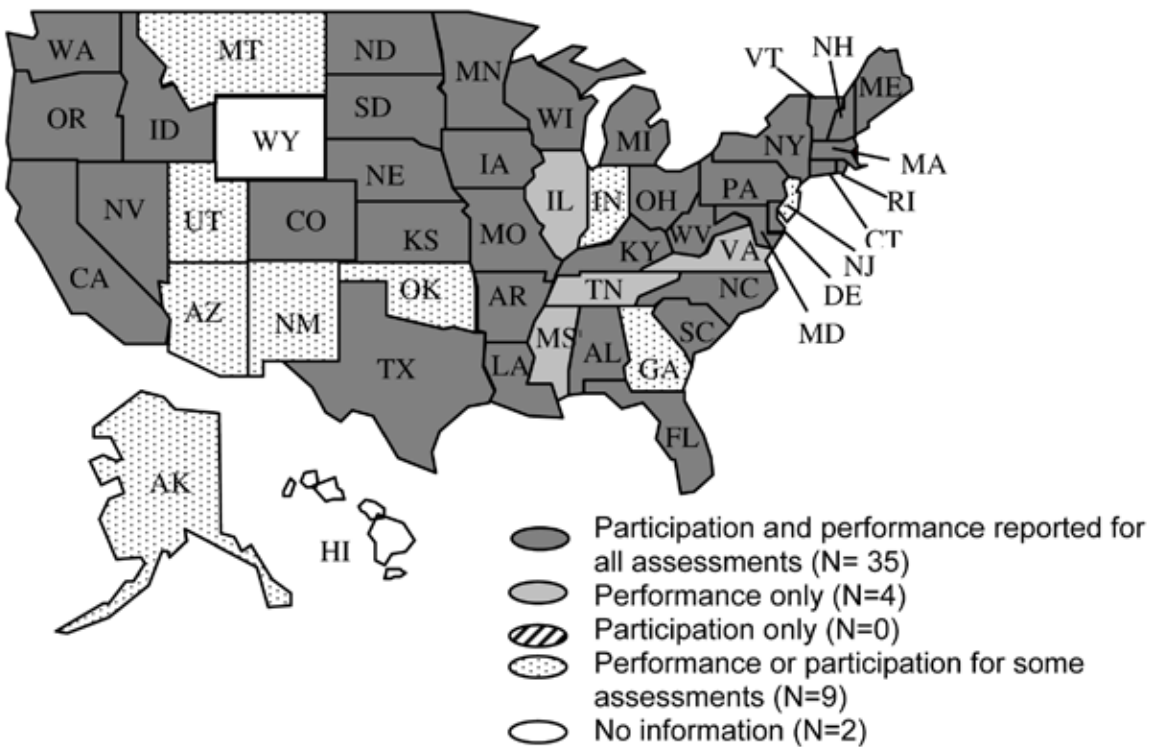 WA
MT
ND
MN
VT
NH
ME
OR
ID
SD
WI
MI
NY
WY
MA
NE
IA
PA
RI
NV
UT
CO
IL
IN
OH
WV
CT
KS
MO
KY
VA
NJ
CA
DE
AZ
NM
OK
AR
TN
NC
MD
TX
LA
MS
AL
GA
SC
FL
AK
HI
Participation and performance reported for
all assessments (N= 35)
Performance only (N=4)
Participation only (N=0)
Performance or participation for some
assessments (N=9)
No information (N=2)